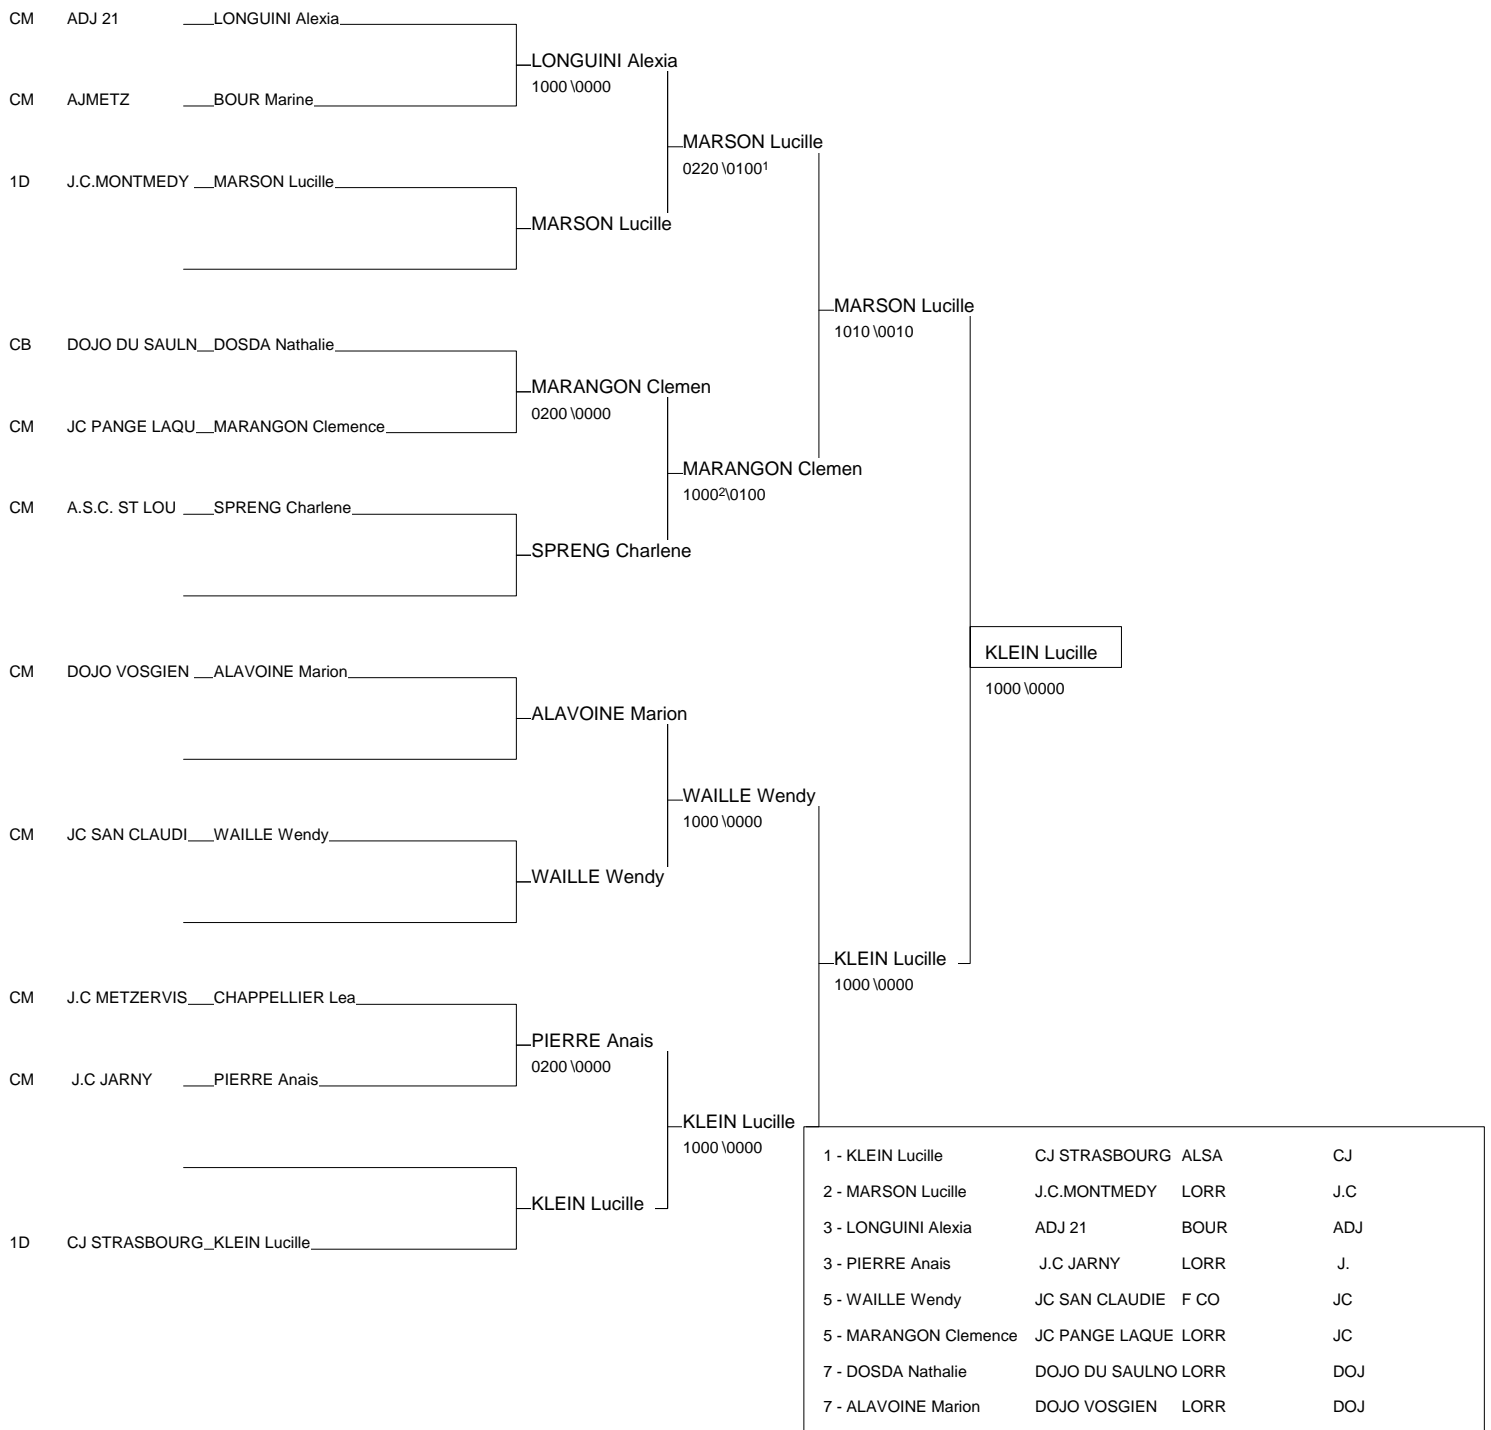 CM ADJ 21 LONGUINI Alexia
LONGUINI Alexia
1000 \0000
CM AJMETZ BOUR Marine
MARSON Lucille
0220 \0100¹
1D J.C.MONTMEDY MARSON Lucille
MARSON Lucille
MARSON Lucille
1010 \0010
CB DOJO DU SAULN DOSDA Nathalie
MARANGON Clemen
0200 \0000
CM JC PANGE LAQU MARANGON Clemence
MARANGON Clemen
1000²\0100
CM A.S.C. ST LOU SPRENG Charlene
SPRENG Charlene
KLEIN Lucille
1000 \0000
CM DOJO VOSGIEN ALAVOINE Marion
ALAVOINE Marion
WAILLE Wendy
1000 \0000
CM JC SAN CLAUDI WAILLE Wendy
WAILLE Wendy
KLEIN Lucille
1000 \0000
CM J.C METZERVIS CHAPPELLIER Lea
PIERRE Anais
0200 \0000
CM J.C JARNY PIERRE Anais
KLEIN Lucille
1000 \0000
KLEIN Lucille
1D CJ STRASBOURG KLEIN Lucille
1 - KLEIN Lucille CJ STRASBOURG ALSA CJ
2 - MARSON Lucille J.C.MONTMEDY LORR J.C
3 - LONGUINI Alexia ADJ 21 BOUR ADJ
3 - PIERRE Anais J.C JARNY LORR J.
5 - WAILLE Wendy JC SAN CLAUDIE F CO JC
5 - MARANGON Clemence JC PANGE LAQUE LORR JC
7 - DOSDA Nathalie DOJO DU SAULNO LORR DOJ
7 - ALAVOINE Marion DOJO VOSGIEN LORR DOJ